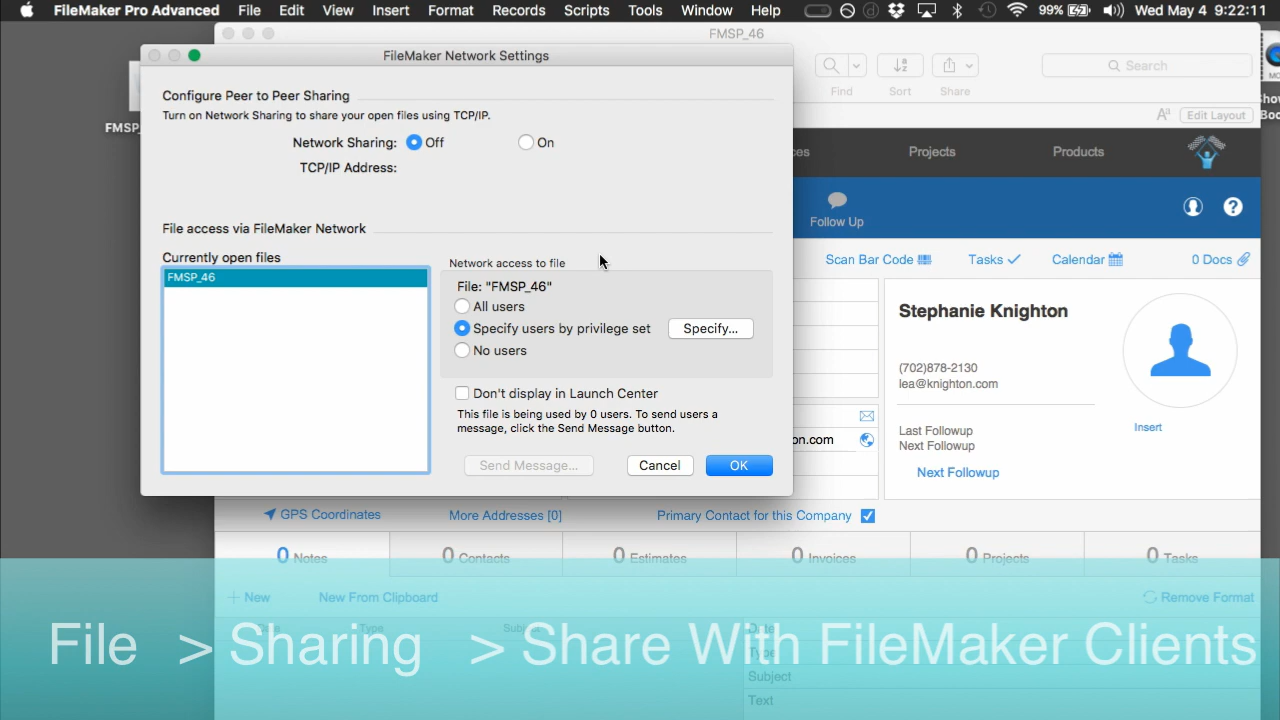 FileMaker Pro Advanced File Edit View Insert Format Records Scripts Tools Window Help 99% Wed May 4 9:22:11
FMSP_46
FileMaker Network Settings
Search
Find Sort Share
Configure Peer to Peer Sharing
Turn on Network Sharing to share your open files using TCP/IP.
Edit Layout
FMSP_
Network Sharing: Off On
TCP/IP Address:
Projects Products
Follow Up
File access via FileMaker Network
Currently open files
Network access to file
Scan Bar Code Tasks Calendar 0 Docs
FMSP_46
File: "FMSP_46"
All users
Specify users by privilege set Specify...
No users
Stephanie Knighton
(702)878-2130
lea@knighton.com
Don't display in Launch Center
This file is being used by 0 users. To send users a
message, click the Send Message button.
Last Followup
Next Followup
Insert
on.com
Send Message... Cancel OK
Next Followup
GPS Coordinates More Addresses [0] Primary Contact for this Company
0 Notes 0 Contacts 0 Estimates 0 Invoices 0 Projects 0 Tasks
+ New New From Clipboard Remove Format
Type
File > Sharing > Share With FileMaker Clients
Subject
Text